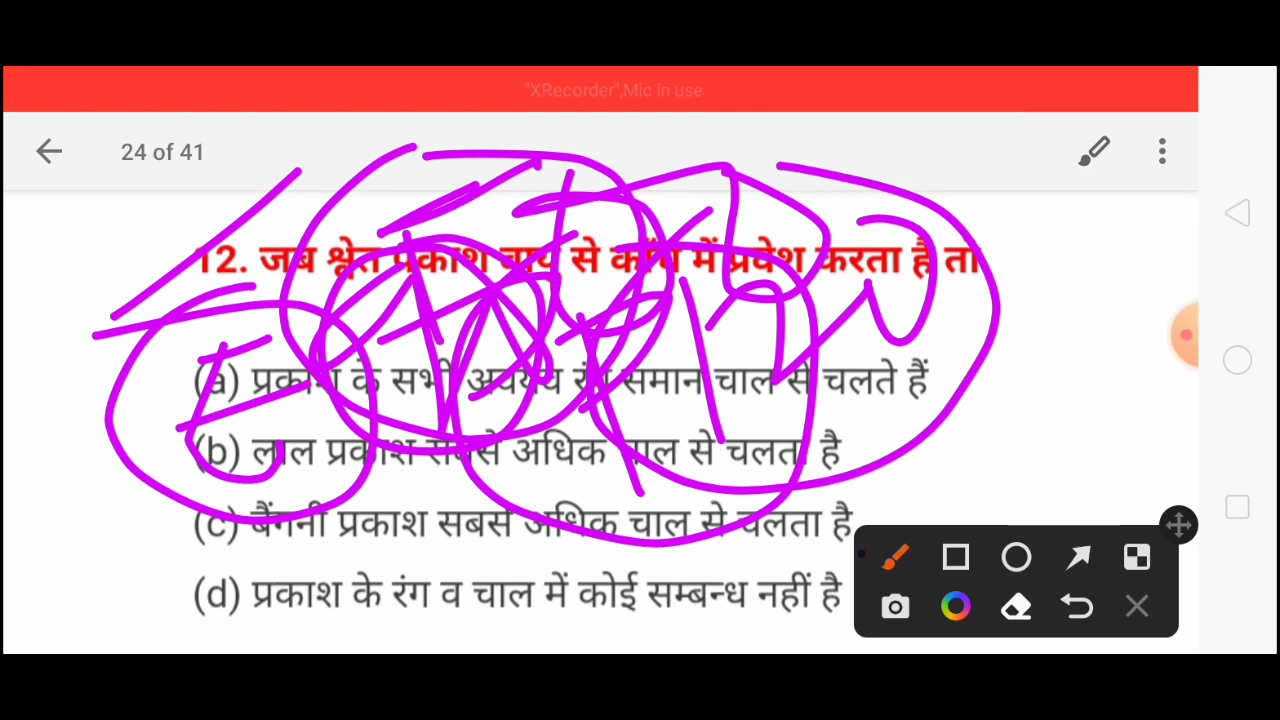 "XRecorder",Mic in use
24 of 41
12. जब श्वेत प्रकाश वायु से काँच में प्रवेश करता है तो
(a) प्रकाश के सभी अवयव रंग समान चाल से चलते हैं
(b) लाल प्रकाश सबसे अधिक चाल से चलता है
(c) बैंगनी प्रकाश सबसे अधिक चाल से चलता है
(d) प्रकाश के रंग व चाल में कोई सम्बन्ध नहीं है